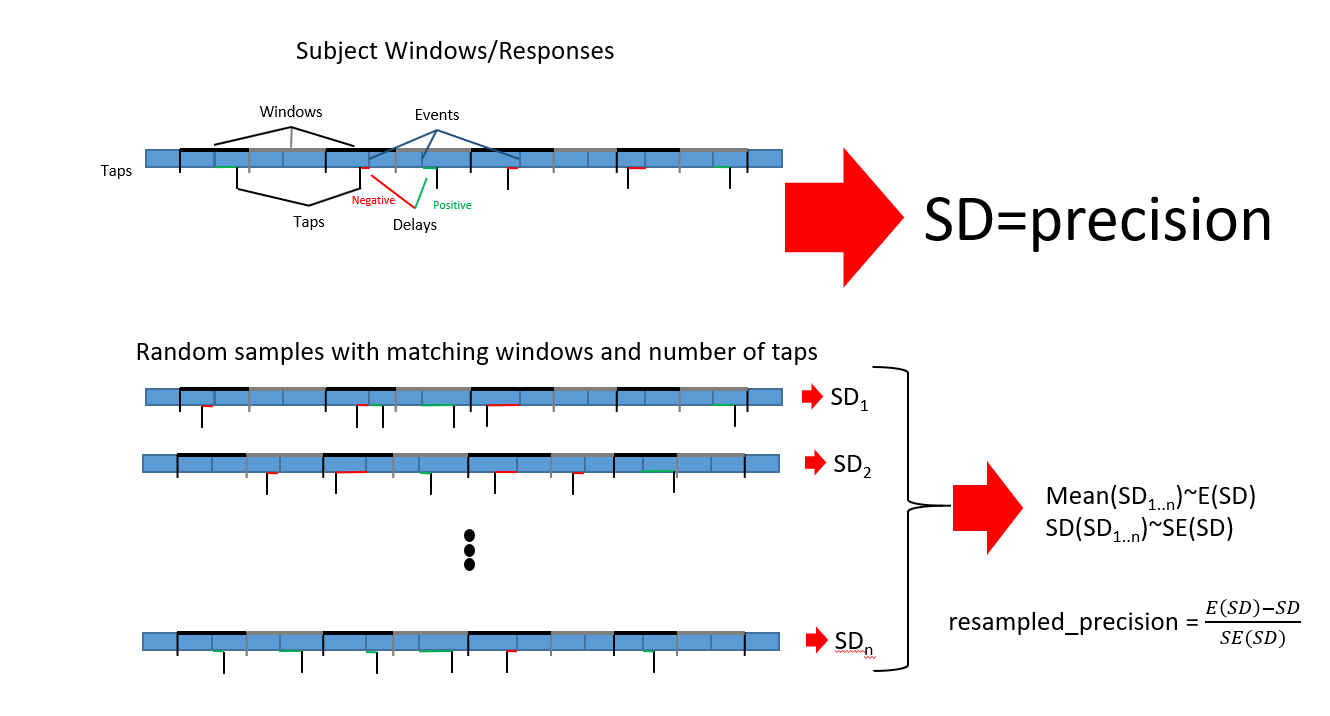 Subject Windows/Responses
Windows
Events
Taps
Negative
Positive
Taps
Delays
SD=precision
Random samples with matching windows and number of taps
SD1
SD2
Mean(SD1..n)~E(SD)
SD(SD1..n)~SE(SD)
resampled_precision = E(SD)−SD / SE(SD)
SDn